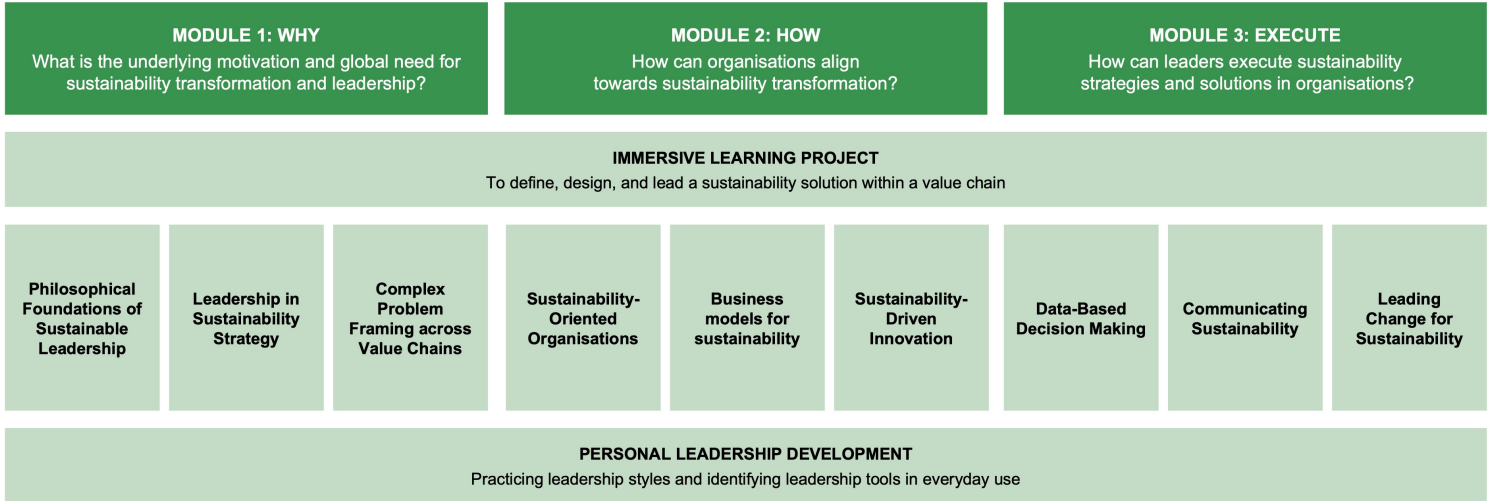 MODULE 1: WHY
What is the underlying motivation and global need for
sustainability transformation and leadership?
MODULE 2: HOW
How can organisations align
towards sustainability transformation?
MODULE 3: EXECUTE
How can leaders execute sustainability
strategies and solutions in organisations?
IMMERSIVE LEARNING PROJECT
To define, design, and lead a sustainability solution within a value chain
Philosophical
Foundations of
Sustainable
Leadership
Leadership in
Sustainability
Strategy
Complex
Problem
Framing across
Value Chains
Sustainability-
Oriented
Organisations
Business
models for
sustainability
Sustainability-
Driven
Innovation
Data-Based
Decision Making
Communicating
Sustainability
Leading
Change for
Sustainability
PERSONAL LEADERSHIP DEVELOPMENT
Practicing leadership styles and identifying leadership tools in everyday use